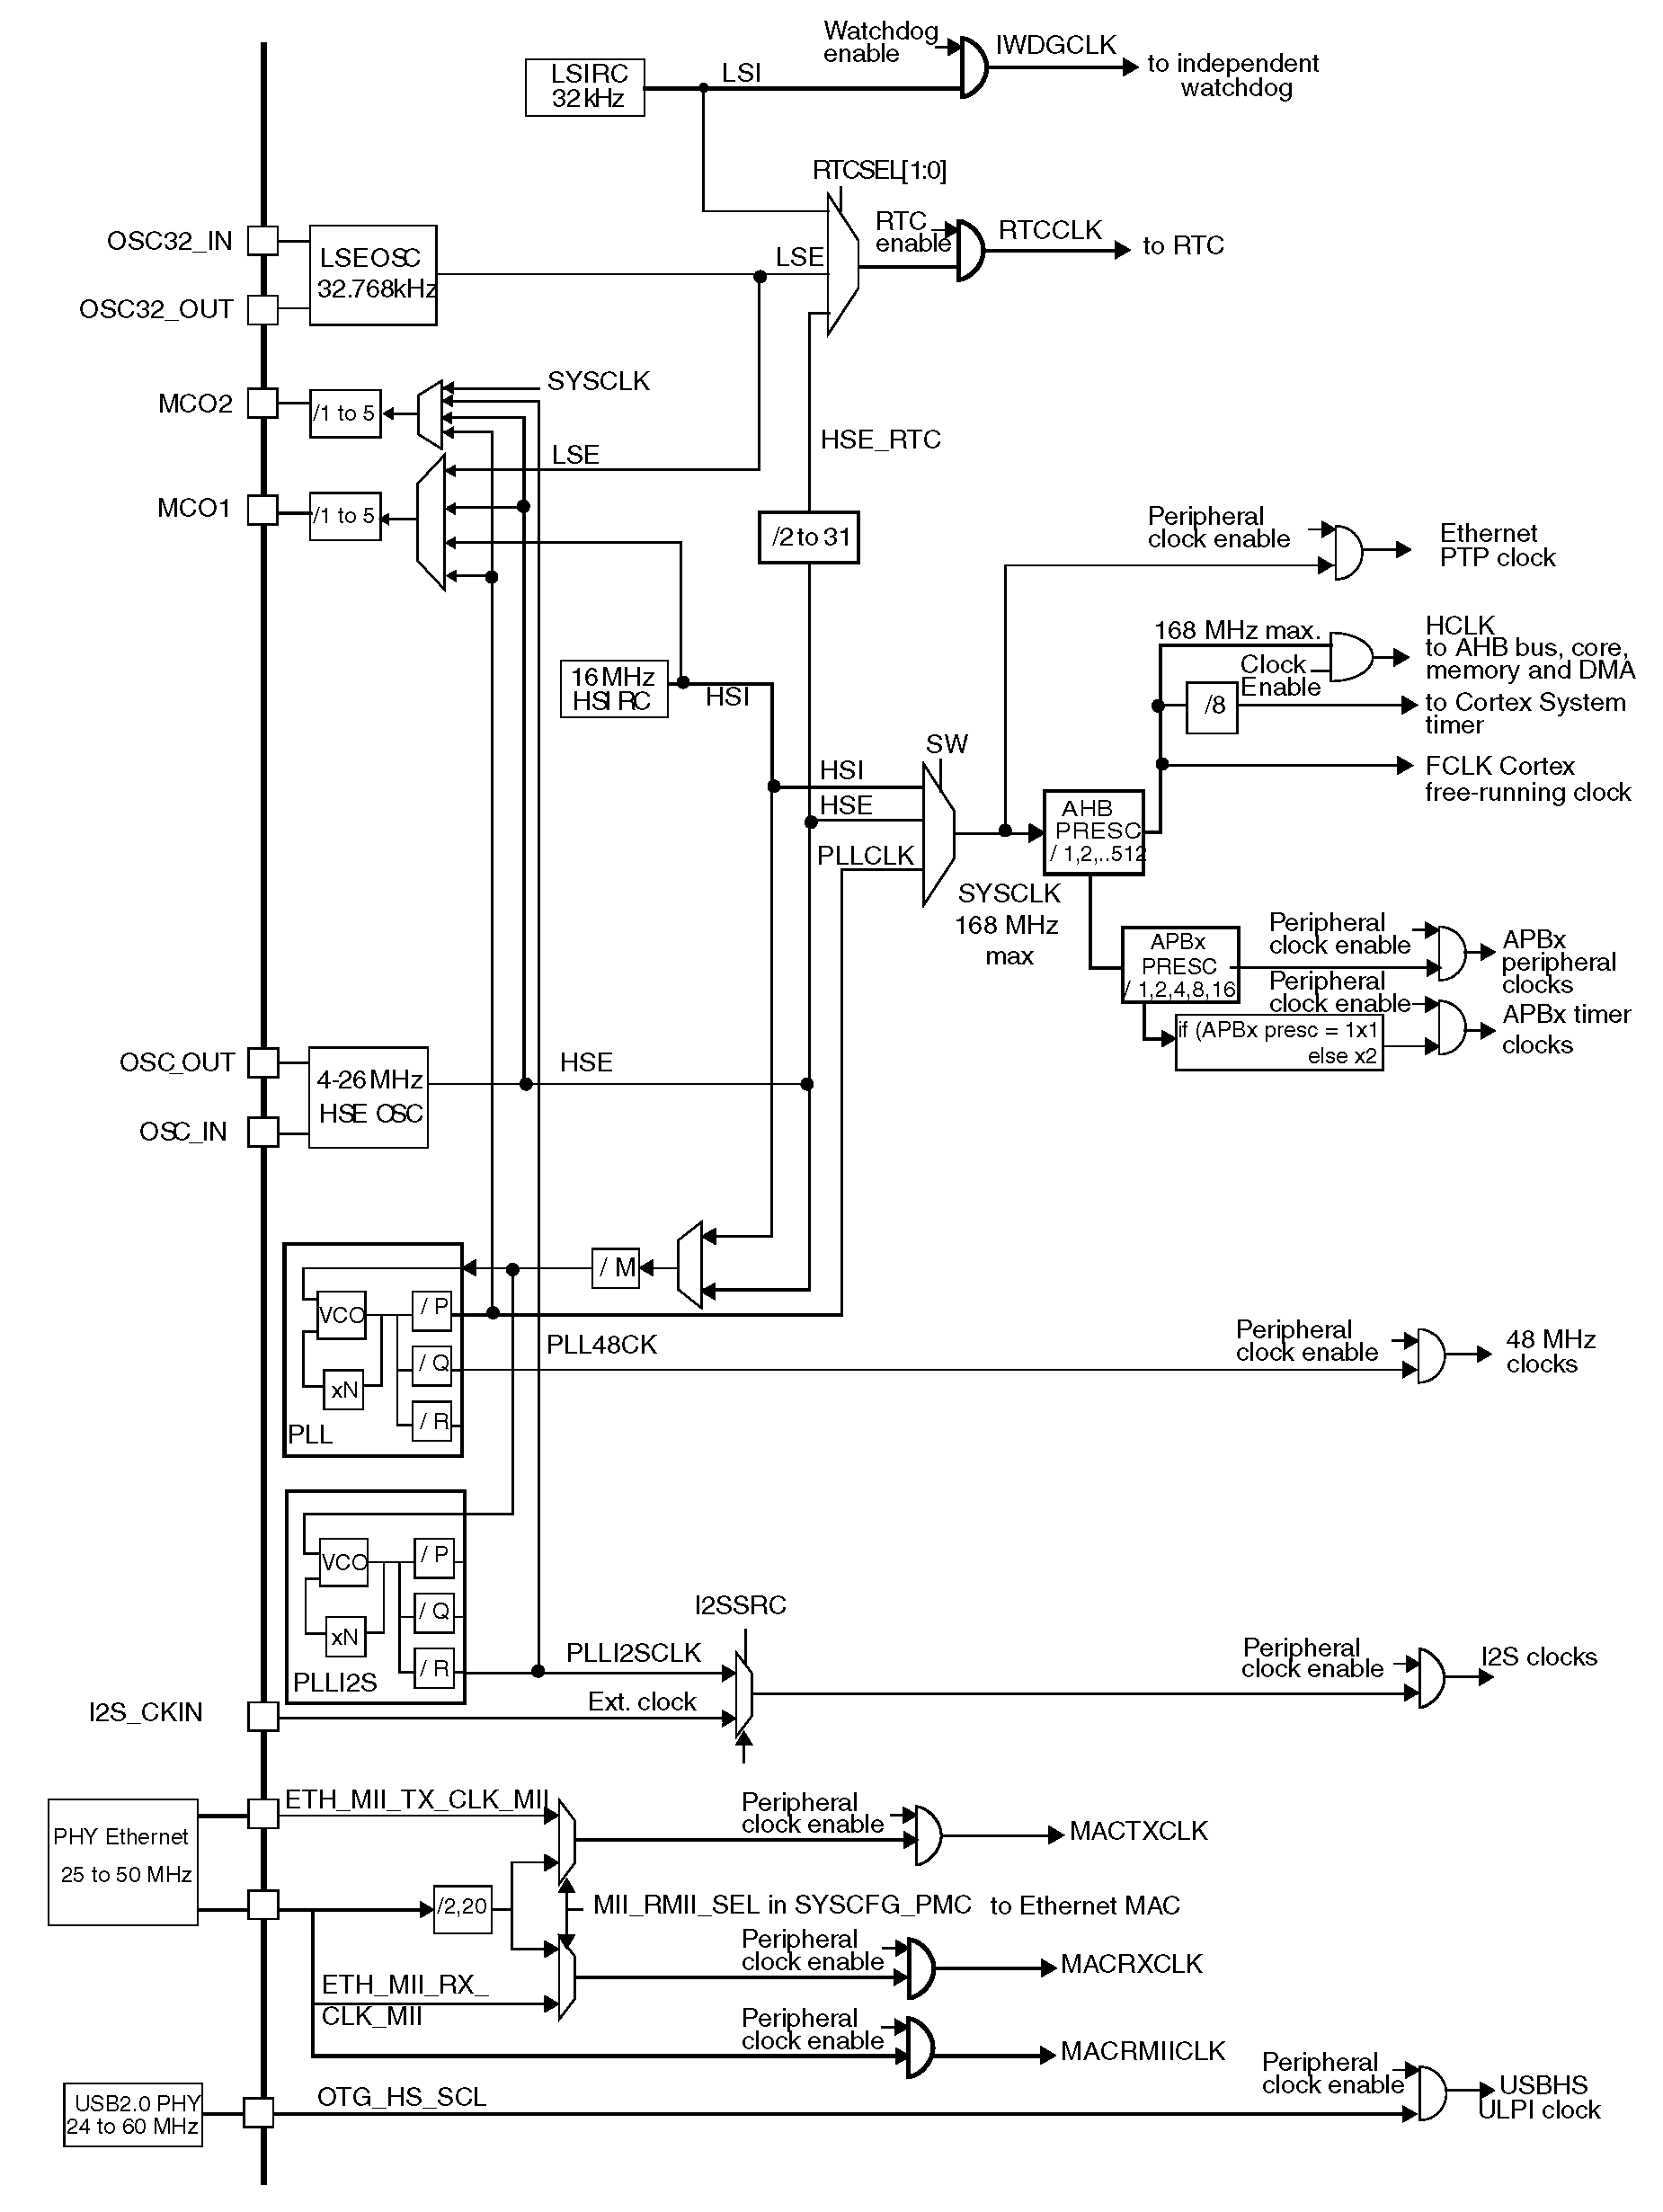 Watchdog
enable
IWDGCLK
to independent
watchdog
LSIRC
32kHz
LSI
RTCSEL[1:0]
RTC
enable
RTCCLK
to RTC
OSC32_IN
LSEOSC
32.768kHz
LSE
OSC32_OUT
MCO2
/1 to 5
SYSCLK
LSE
HSE_RTC
MCO1
/1 to 5
/2 to 31
Peripheral
clock enable
Ethernet
PTP clock
168 MHz max.
HCLK
to AHB bus, core,
memory and DMA
Clock
Enable
16MHz
HSI RC
HSI
/8
to Cortex System
timer
SW
HSI
HSE
PLLCLK
FCLK Cortex
free-running clock
AHB
PRESC
/ 1,2,..512
SYSCLK
168 MHz
max
APBx
PRESC
/ 1,2,4,8,16
Peripheral
clock enable
APBx
peripheral
clocks
Peripheral
clock enable
APBx timer
clocks
if (APBx presc = 1x1
else x2
OSC_OUT
4-26MHz
HSE OSC
HSE
OSC_IN
/ M
VCO
/ P
xN
/ Q
/ R
PLL
PLL48CK
Peripheral
clock enable
48 MHz
clocks
VCO
/ P
xN
/ Q
/ R
PLLI2S
I2SSRC
PLLI2SCLK
Ext. clock
Peripheral
clock enable
I2S clocks
I2S_CKIN
PHY Ethernet
25 to 50 MHz
ETH_MII_TX_CLK_MII
Peripheral
clock enable
MACTXCLK
/2,20
MII_RMII_SEL in SYSCFG_PMC
to Ethernet MAC
Peripheral
clock enable
MACRXCLK
ETH_MII_RX_
CLK_MII
Peripheral
clock enable
MACRMIICLK
USB2.0 PHY
24 to 60 MHz
OTG_HS_SCL
Peripheral
clock enable
USBHS
ULPI clock